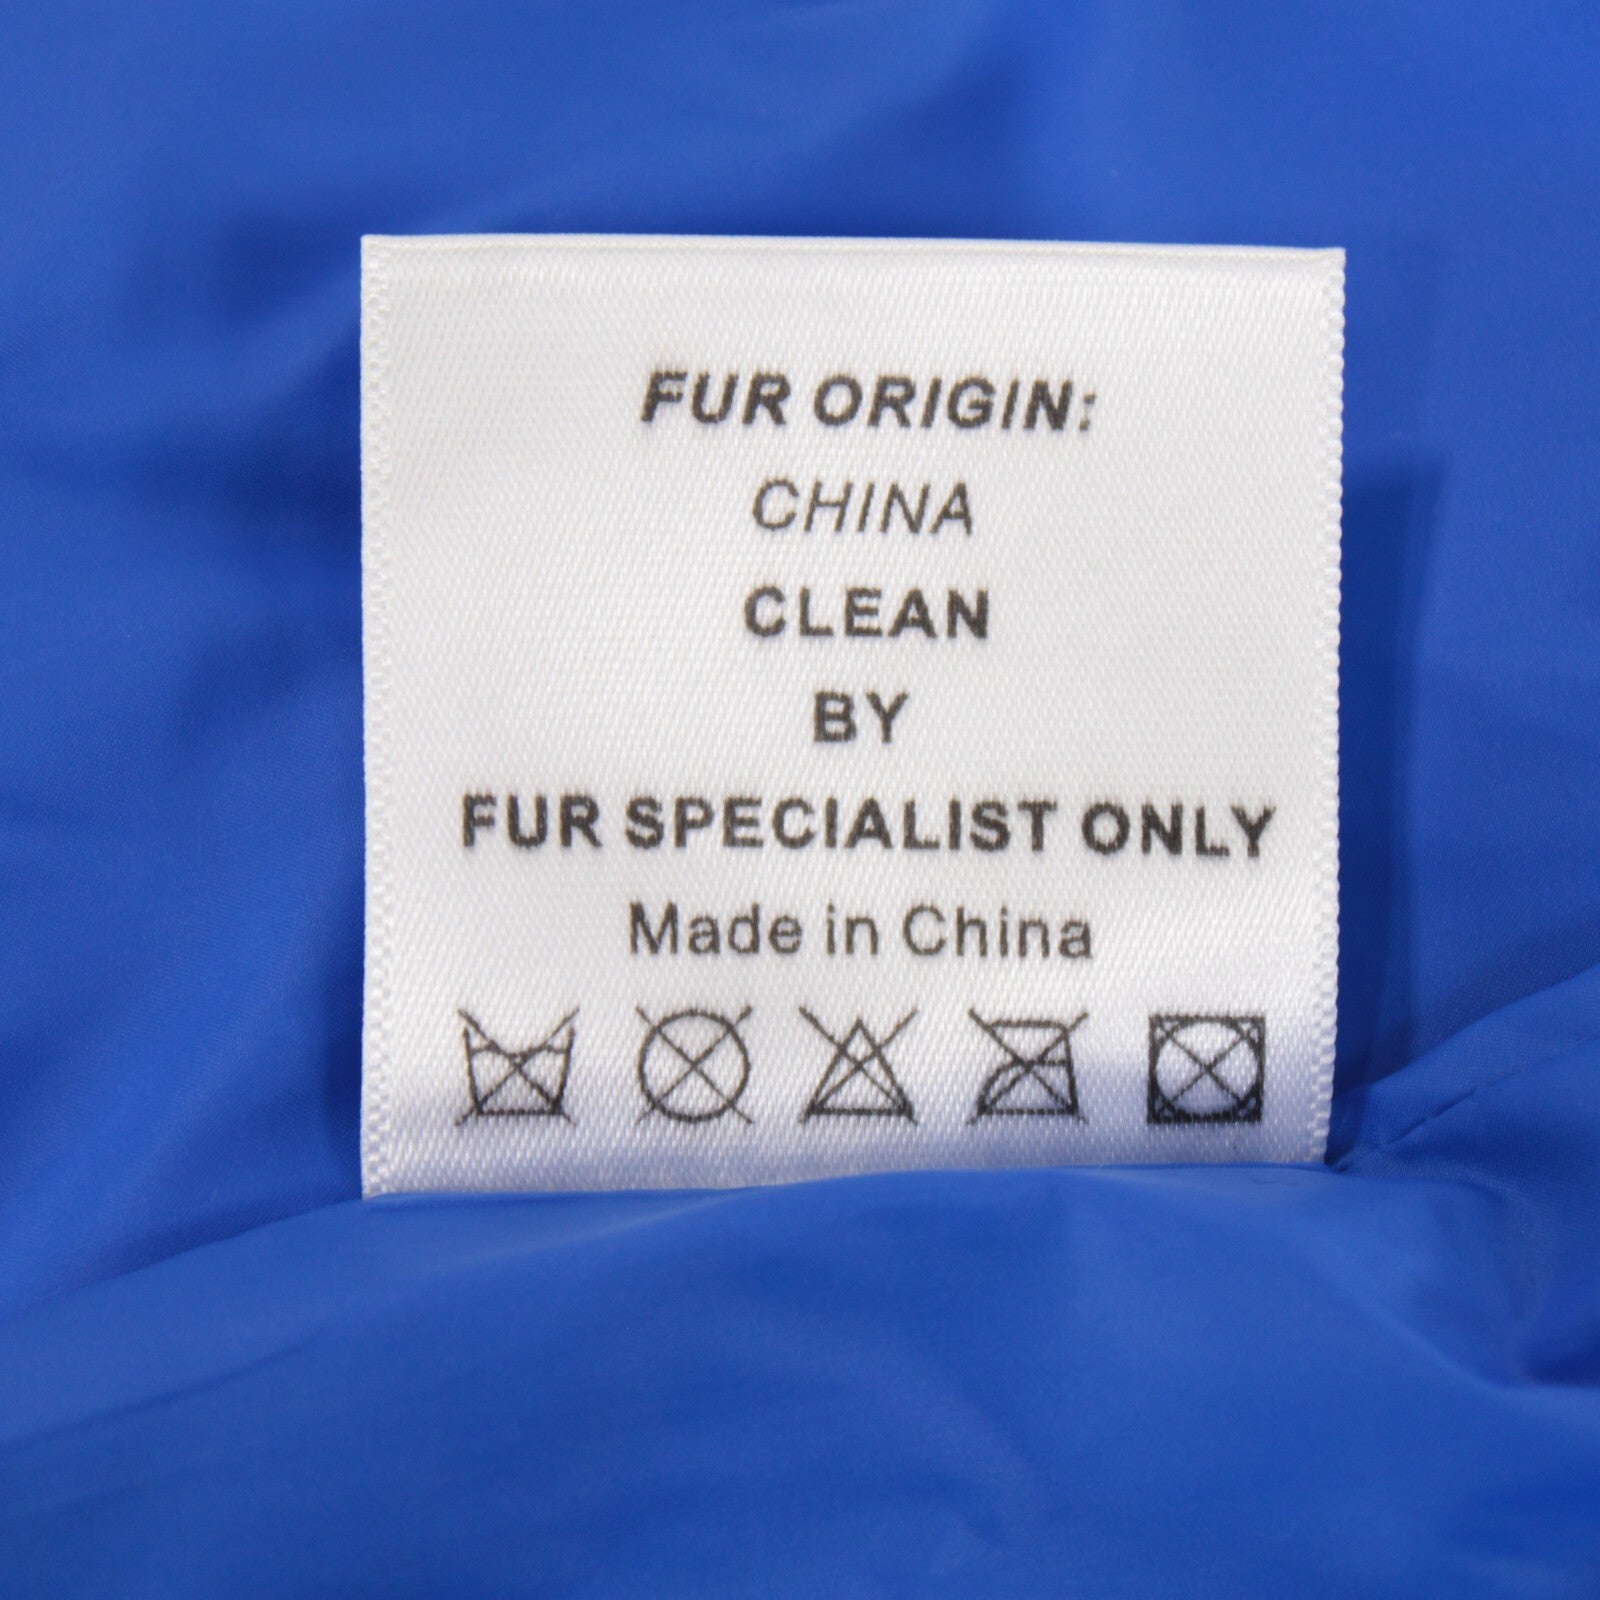 FUR ORIGIN:
CHINA
CLEAN
BY
FUR SPECIALIST ONLY
Made in China